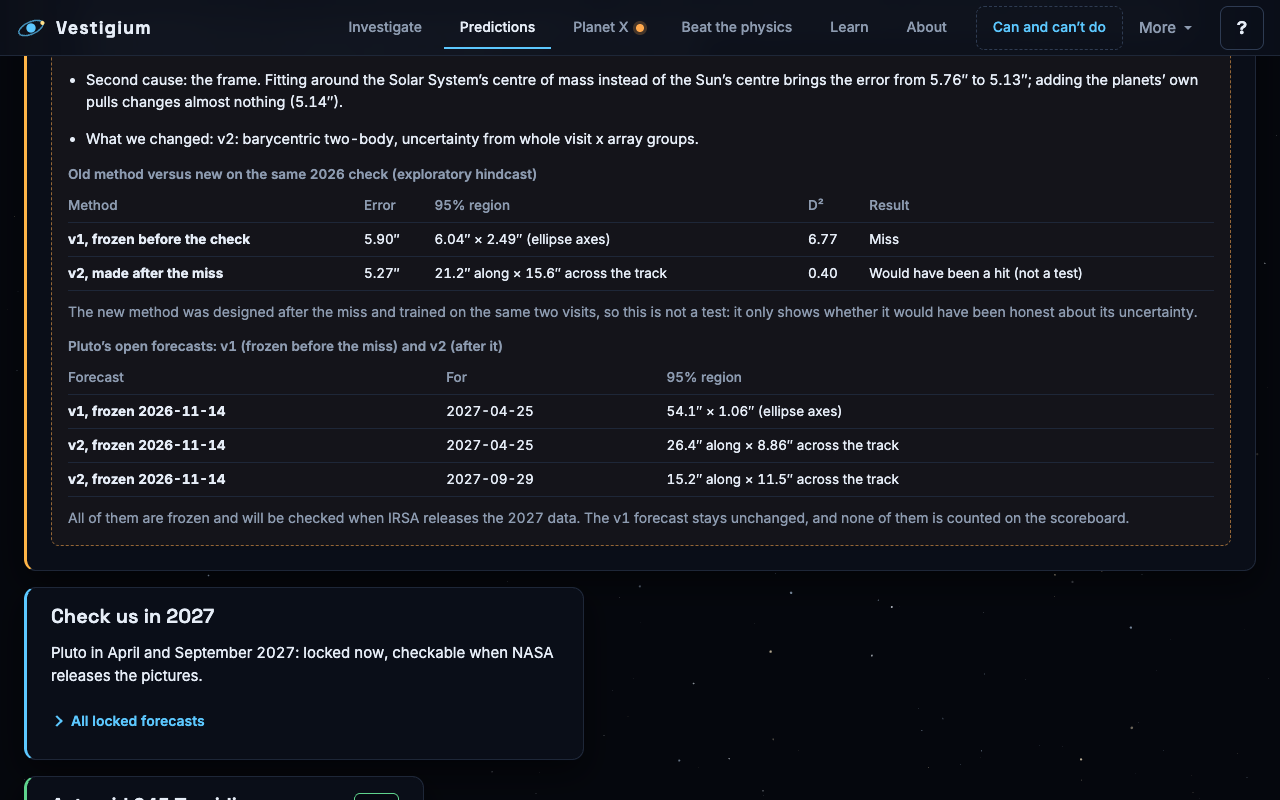 Vestigium
Investigate
Predictions
Planet X
Beat the physics
Learn
About
Can and can't do
More
?
• Second cause: the frame. Fitting around the Solar System’s centre of mass instead of the Sun’s centre brings the error from 5.76″ to 5.13″; adding the planets’ own
pulls changes almost nothing (5.14″).
• What we changed: v2: barycentric two-body, uncertainty from whole visit x array groups.
Old method versus new on the same 2026 check (exploratory hindcast)
Method Error 95% region D² Result
v1, frozen before the check 5.90″ 6.04″ × 2.49″ (ellipse axes) 6.77 Miss
v2, made after the miss 5.27″ 21.2″ along × 15.6″ across the track 0.40 Would have been a hit (not a test)
The new method was designed after the miss and trained on the same two visits, so this is not a test: it only shows whether it would have been honest about its uncertainty.
Pluto’s open forecasts: v1 (frozen before the miss) and v2 (after it)
Forecast For 95% region
v1, frozen 2026-11-14 2027-04-25 54.1″ × 1.06″ (ellipse axes)
v2, frozen 2026-11-14 2027-04-25 26.4″ along × 8.86″ across the track
v2, frozen 2026-11-14 2027-09-29 15.2″ along × 11.5″ across the track
All of them are frozen and will be checked when IRSA releases the 2027 data. The v1 forecast stays unchanged, and none of them is counted on the scoreboard.
Check us in 2027
Pluto in April and September 2027: locked now, checkable when NASA
releases the pictures.
All locked forecasts